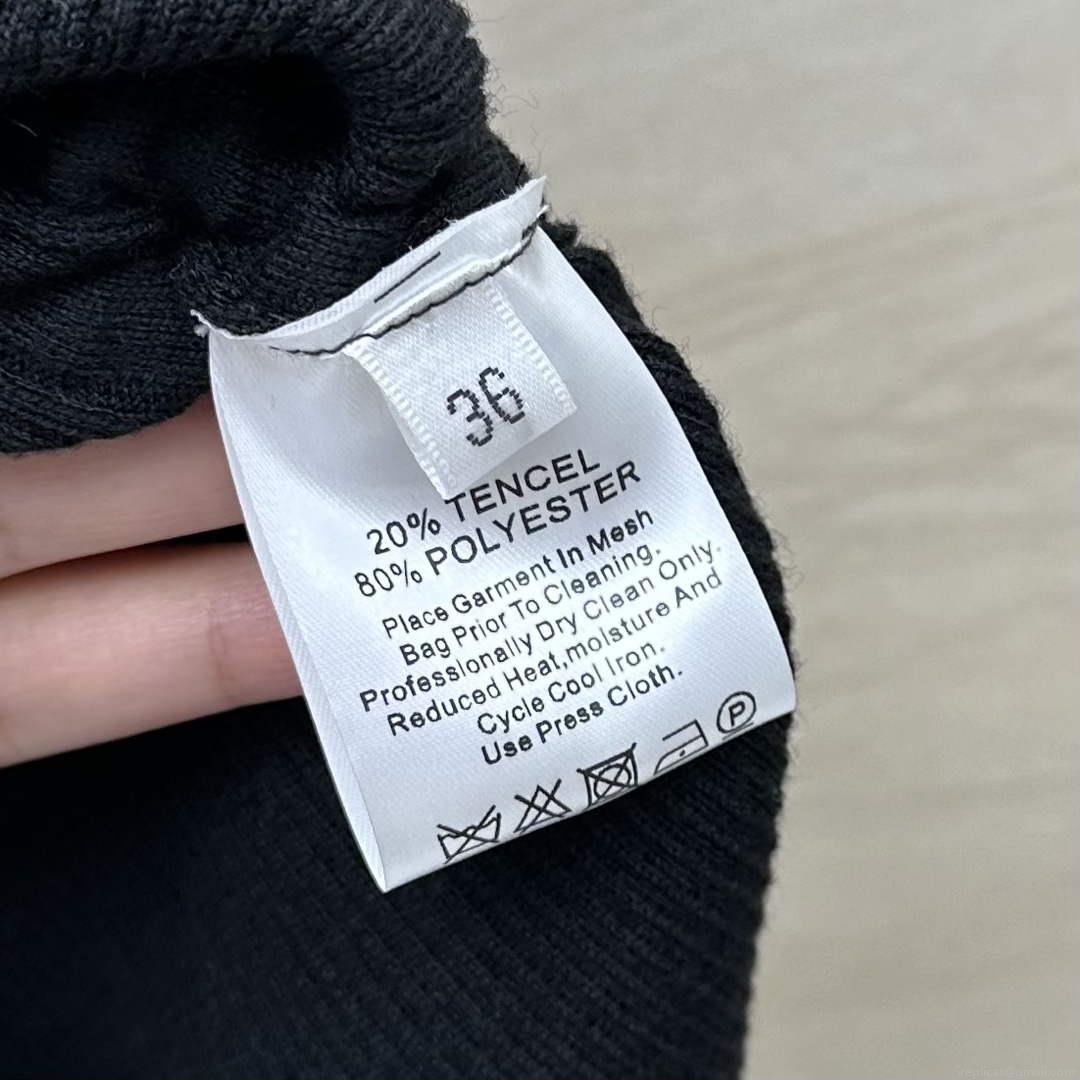 36
20% TENCEL
80% POLYESTER
Place Garment In Mesh
Bag Prior To Cleaning.
Professionally Dry Clean Only.
Reduced Heat,moisture And
Cycle Cool Iron.
Use Press Cloth.
P